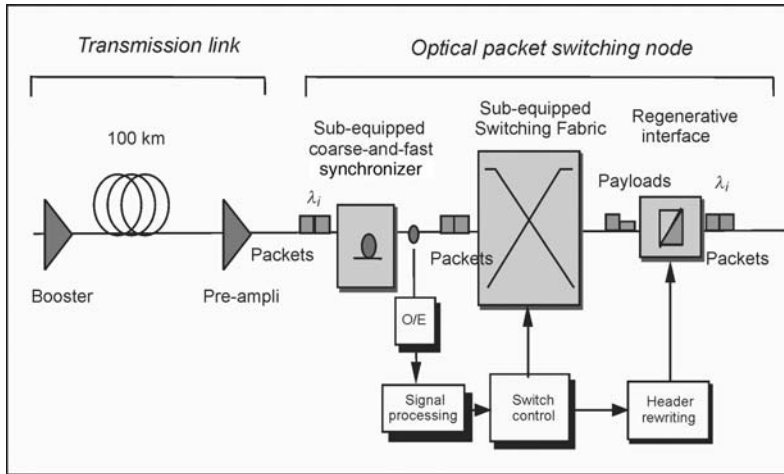 Transmission link
Optical packet switching node
100 km
Sub-equipped
coarse-and-fast
synchronizer
Sub-equipped
Switching Fabric
Regenerative
interface
λi
Payloads
λi
Packets
Packets
Packets
Booster
Pre-ampli
O/E
Signal
processing
Switch
control
Header
rewriting